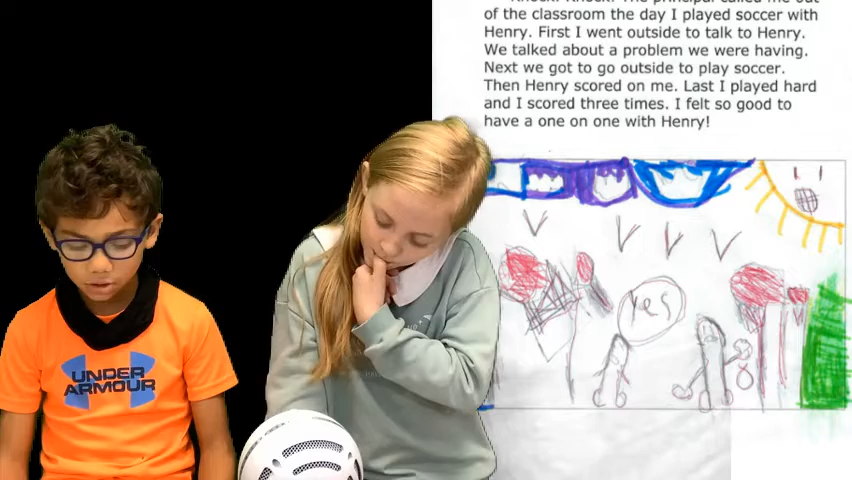 Knock! Knock! The principal called me out
of the classroom the day I played soccer with
Henry. First I went outside to talk to Henry.
We talked about a problem we were having.
Next we got to go outside to play soccer.
Then Henry scored on me. Last I played hard
and I scored three times. I felt so good to
have a one on one with Henry!
yes
UNDER
ARMOUR